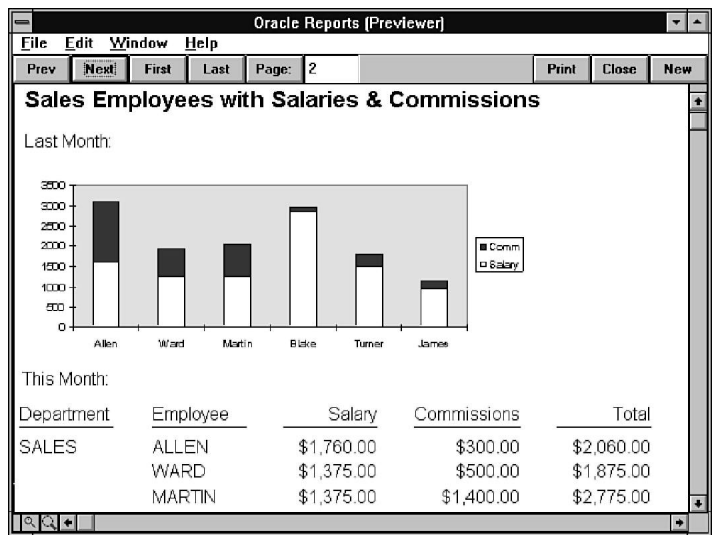 Oracle Reports (Previewer)
File Edit Window Help
Prev Next First Last Page: 2 Print Close New
Sales Employees with Salaries & Commissions
Last Month:
3500
3000
2500
2000
1500
1000
500
0
Comm
Salary
Allen Ward Martin Blake Turner James
This Month:
Department Employee Salary Commissions Total
SALES ALLEN $1,760.00 $300.00 $2,060.00
WARD $1,375.00 $500.00 $1,875.00
MARTIN $1,375.00 $1,400.00 $2,775.00